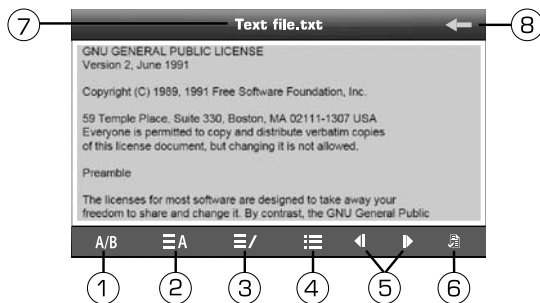 7 Text file.txt 8
GNU GENERAL PUBLIC LICENSE
Version 2, June 1991
Copyright (C) 1989, 1991 Free Software Foundation, Inc.
59 Temple Place, Suite 330, Boston, MA 02111-1307 USA
Everyone is permitted to copy and distribute verbatim copies
of this license document, but changing it is not allowed.
Preamble
The licenses for most software are designed to take away your
freedom to share and change it. By contrast, the GNU General Public
A/B A
1 2 3 4 5 6